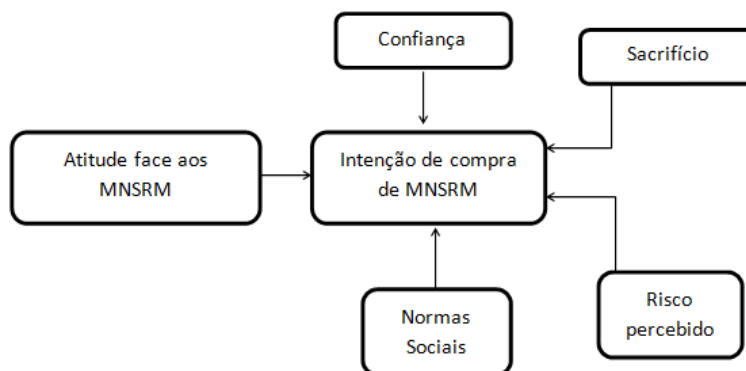 Confiança
Sacrifício
Atitude face aos
MNSRM
Intenção de compra
de MNSRM
Normas
Sociais
Risco
percebido